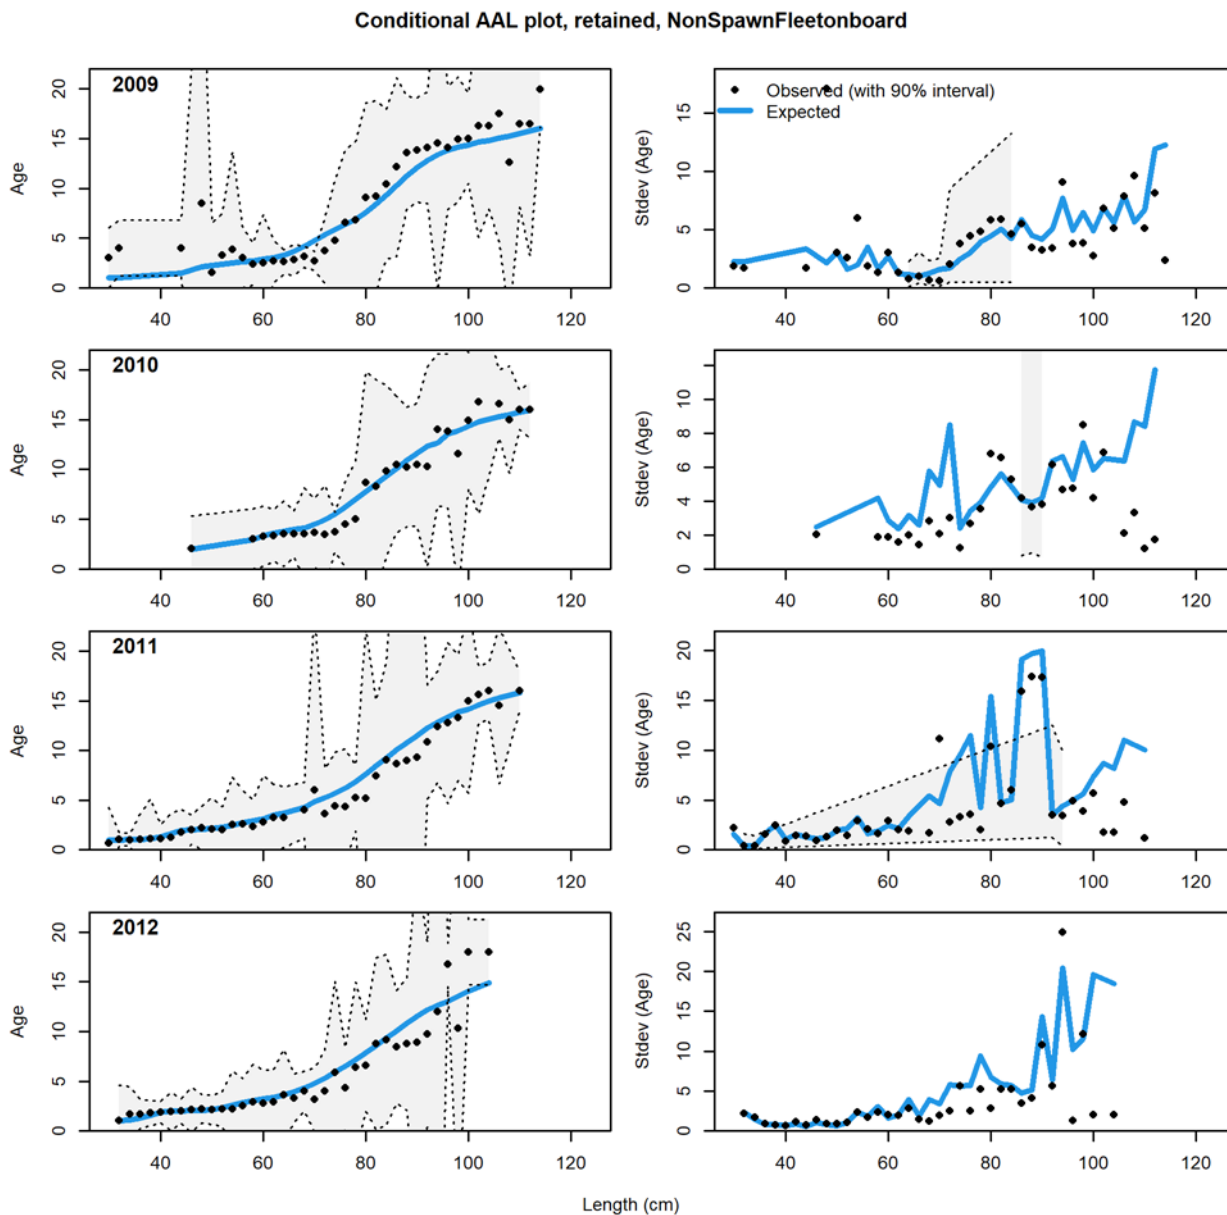 Conditional AAL plot, retained, NonSpawnFleetonboard
2009
Age
0 5 10 15 20
40 60 80 100 120
Observed (with 90% interval)
Expected
Stdev (Age)
0 5 10 15
40 60 80 100 120
2010
Age
0 5 10 15 20
40 60 80 100 120
Stdev (Age)
0 2 4 6 8 10
40 60 80 100 120
2011
Age
0 5 10 15 20
40 60 80 100 120
Stdev (Age)
0 5 10 15 20
40 60 80 100 120
2012
Age
0 5 10 15 20
40 60 80 100 120
Stdev (Age)
0 5 10 15 20 25
40 60 80 100 120
Length (cm)